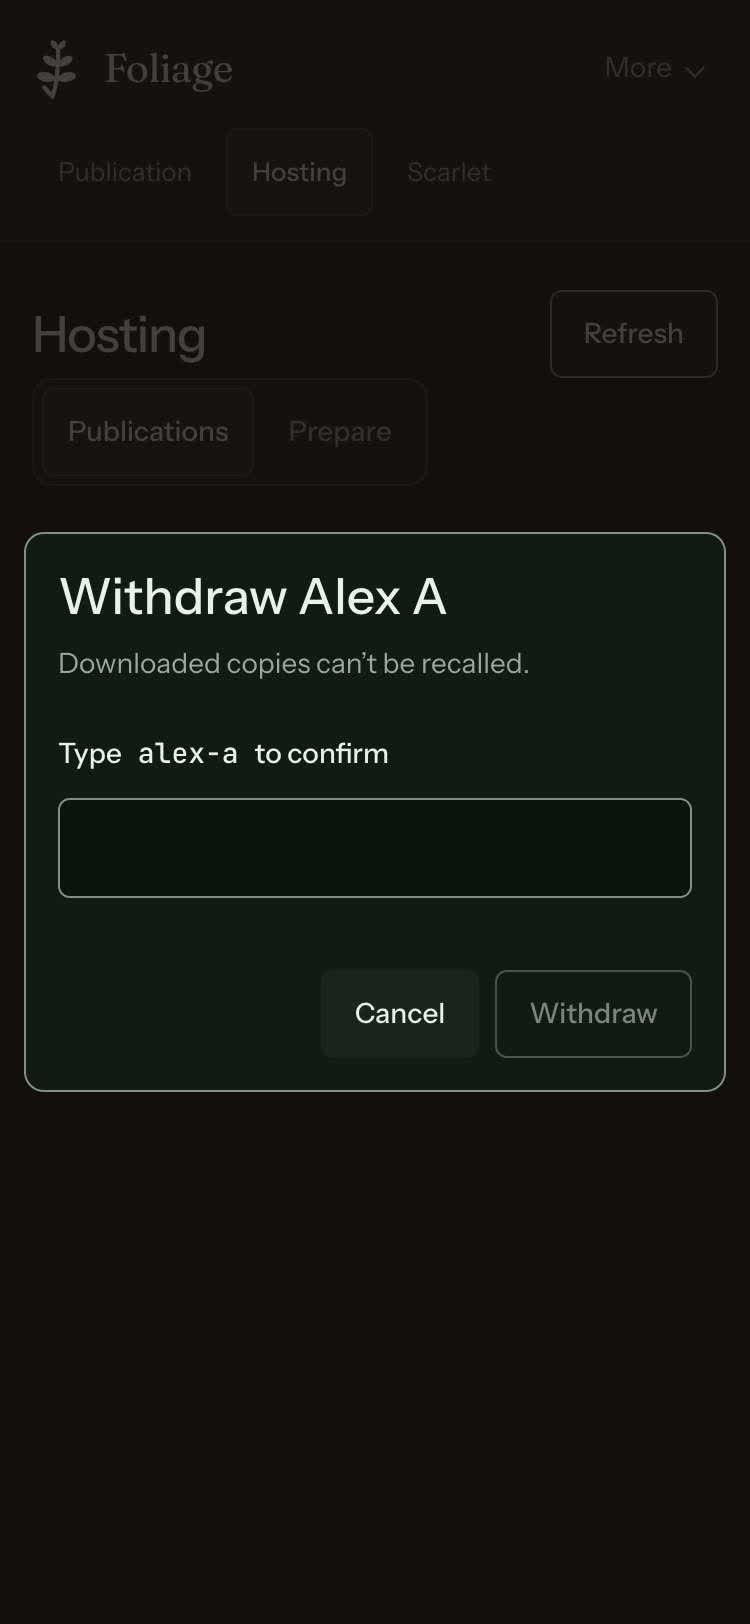 Foliage
More
Publication
Hosting
Scarlet
Hosting
Refresh
Publications
Prepare
Withdraw Alex A
Downloaded copies can’t be recalled.
Type alex-a to confirm
Cancel
Withdraw